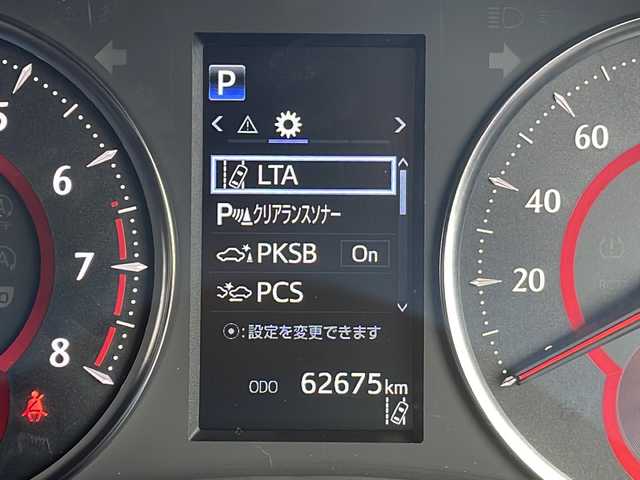 P
LTA
Pクリアランスソナー
PKSB On
PCS
:設定を変更できます
ODO 62675km
5
6
7
8
60
40
20